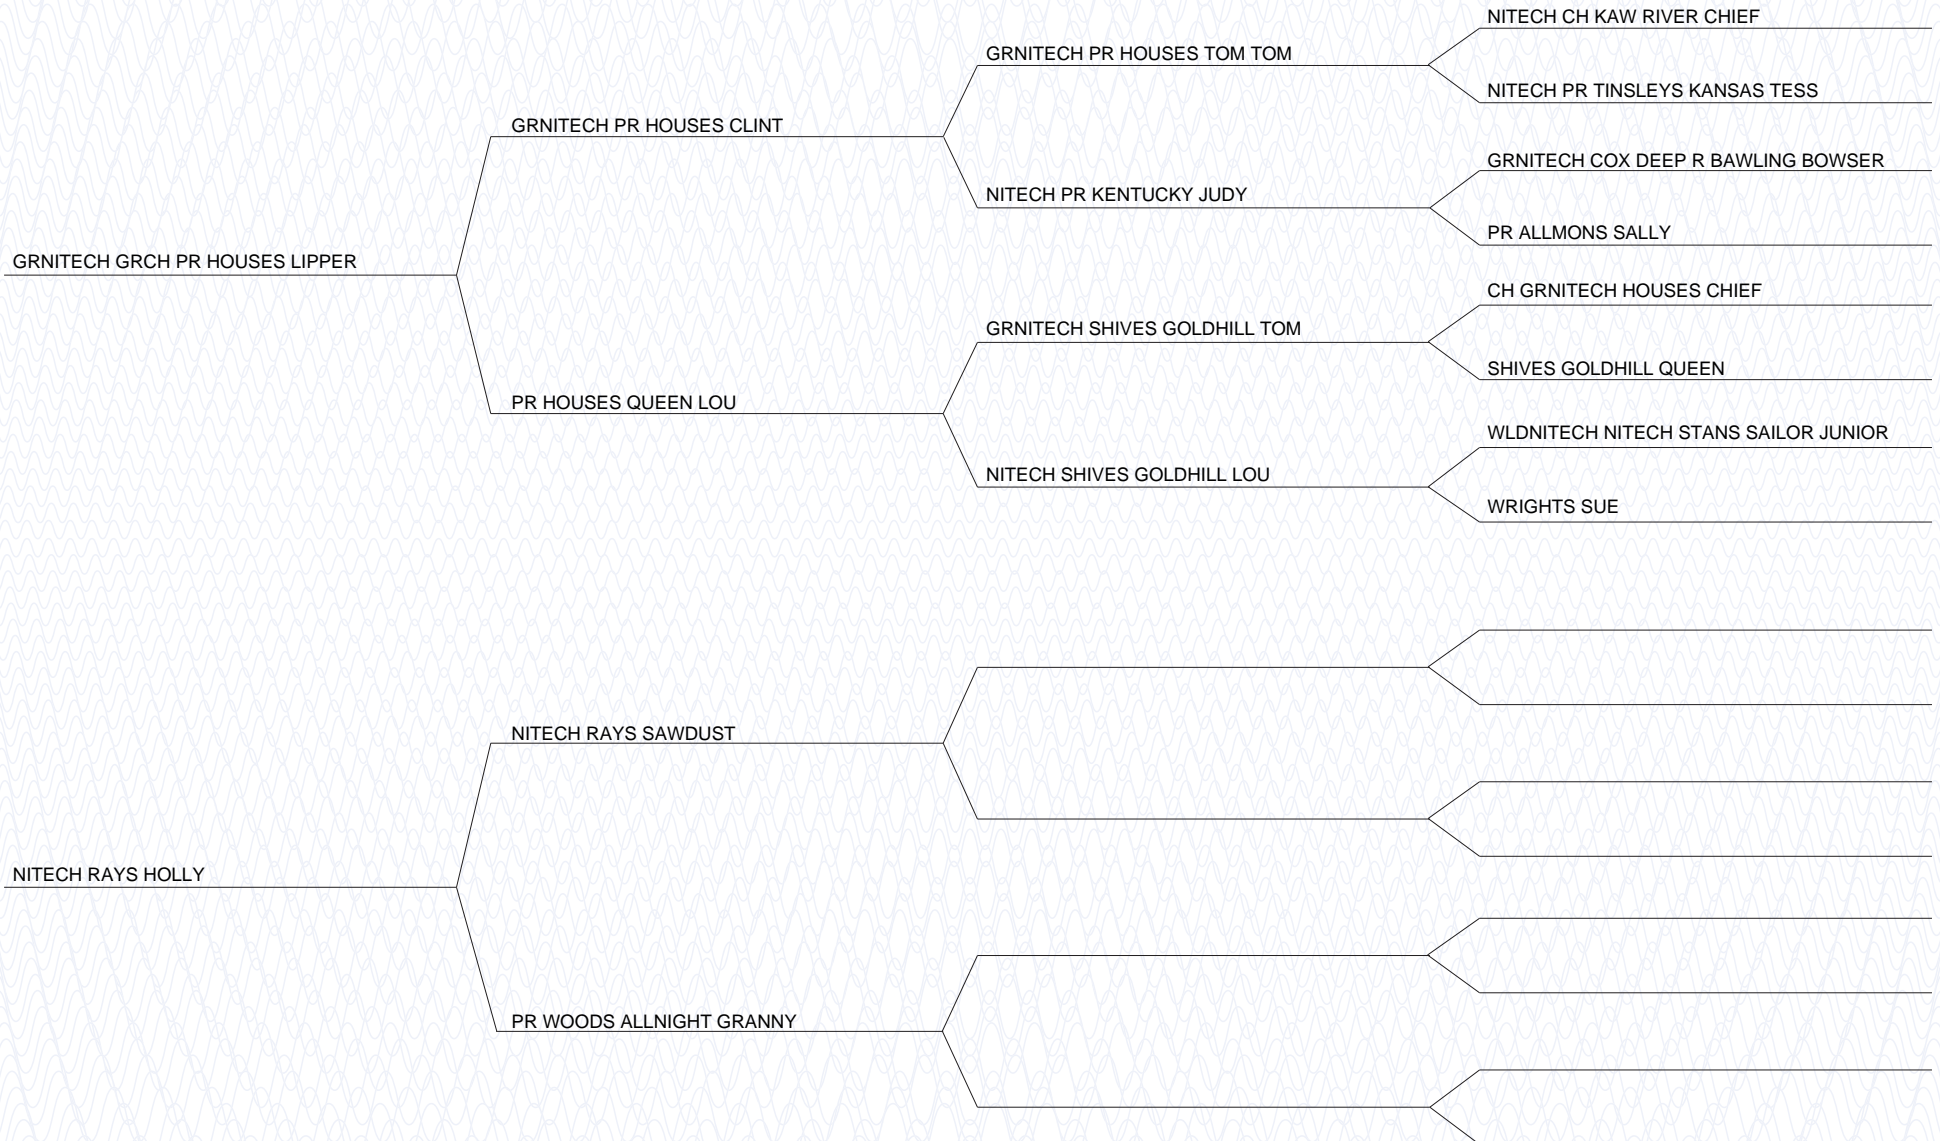 NITECH CH KAW RIVER CHIEF
GRNITECH PR HOUSES TOM TOM
NITECH PR TINSLEYS KANSAS TESS
GRNITECH PR HOUSES CLINT
GRNITECH COX DEEP R BAWLING BOWSER
NITECH PR KENTUCKY JUDY
PR ALLMONS SALLY
GRNITECH GRCH PR HOUSES LIPPER
CH GRNITECH HOUSES CHIEF
GRNITECH SHIVES GOLDHILL TOM
SHIVES GOLDHILL QUEEN
PR HOUSES QUEEN LOU
WLDNITECH NITECH STANS SAILOR JUNIOR
NITECH SHIVES GOLDHILL LOU
WRIGHTS SUE
NITECH RAYS SAWDUST
NITECH RAYS HOLLY
PR WOODS ALLNIGHT GRANNY